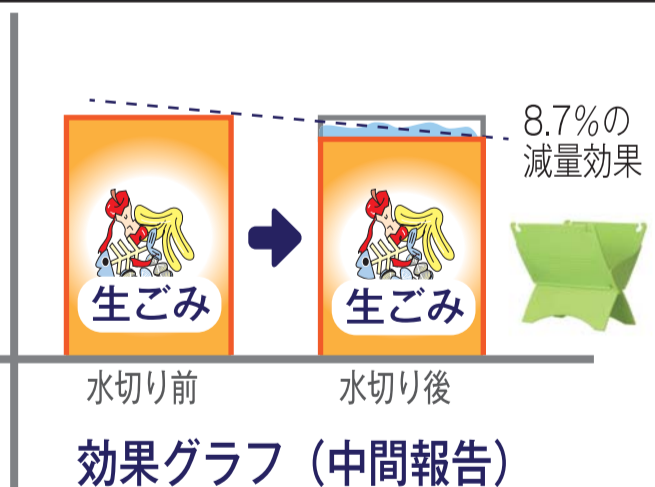 8.7%の
減量効果
生ごみ
生ごみ
水切り前
水切り後
効果グラフ（中間報告）